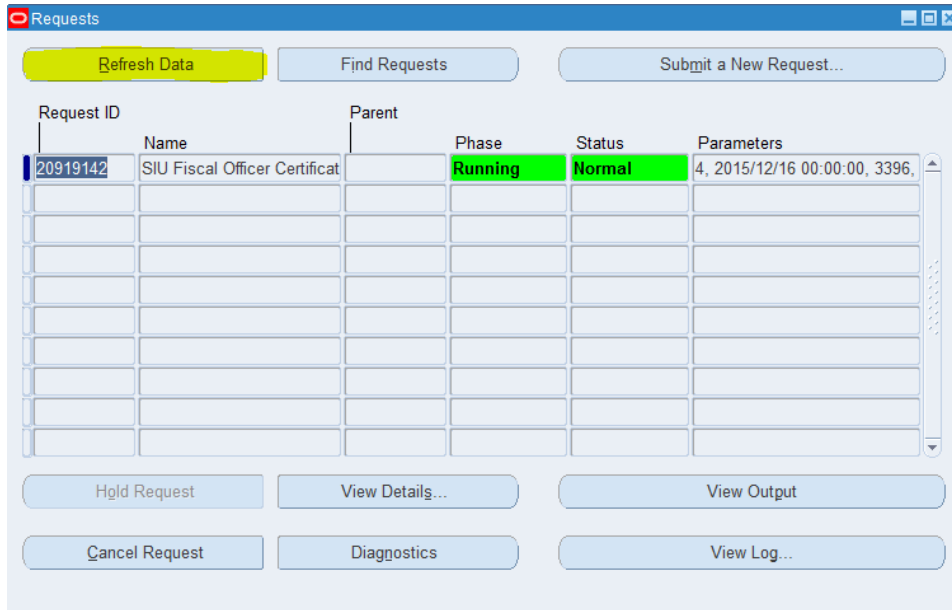 Requests
Refresh Data Find Requests Submit a New Request...
Request ID Parent
Name Phase Status Parameters
20919142 SIU Fiscal Officer Certificat Running Normal 4, 2015/12/16 00:00:00, 3396,
Hold Request View Details... View Output
Cancel Request Diagnostics View Log...